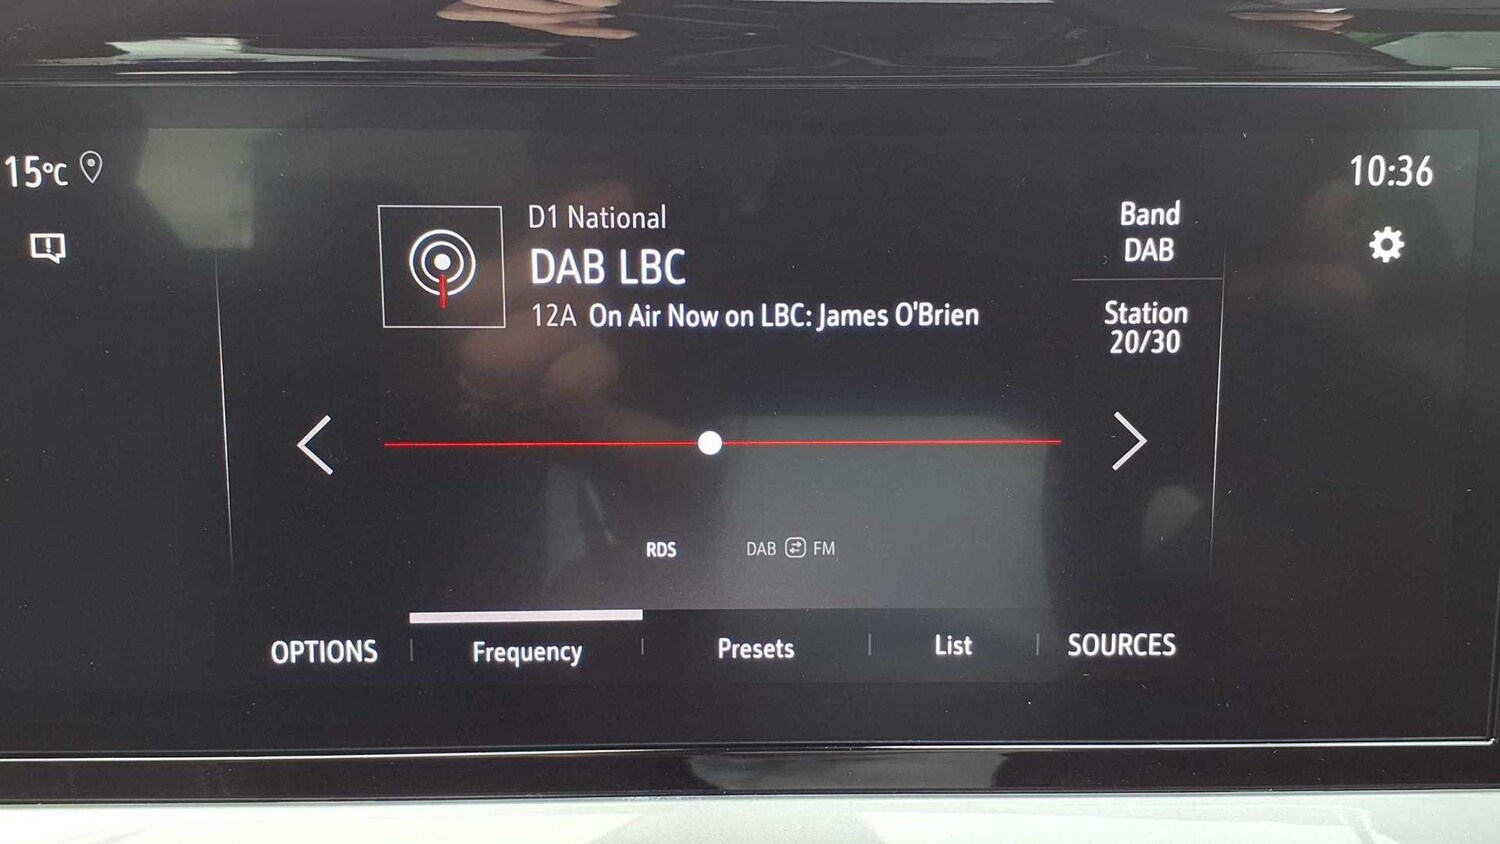 15°C
10:36
D1 National
DAB LBC
12A On Air Now on LBC: James O'Brien
Band
DAB
Station
20/30
RDS
DAB FM
OPTIONS
Frequency
Presets
List
SOURCES